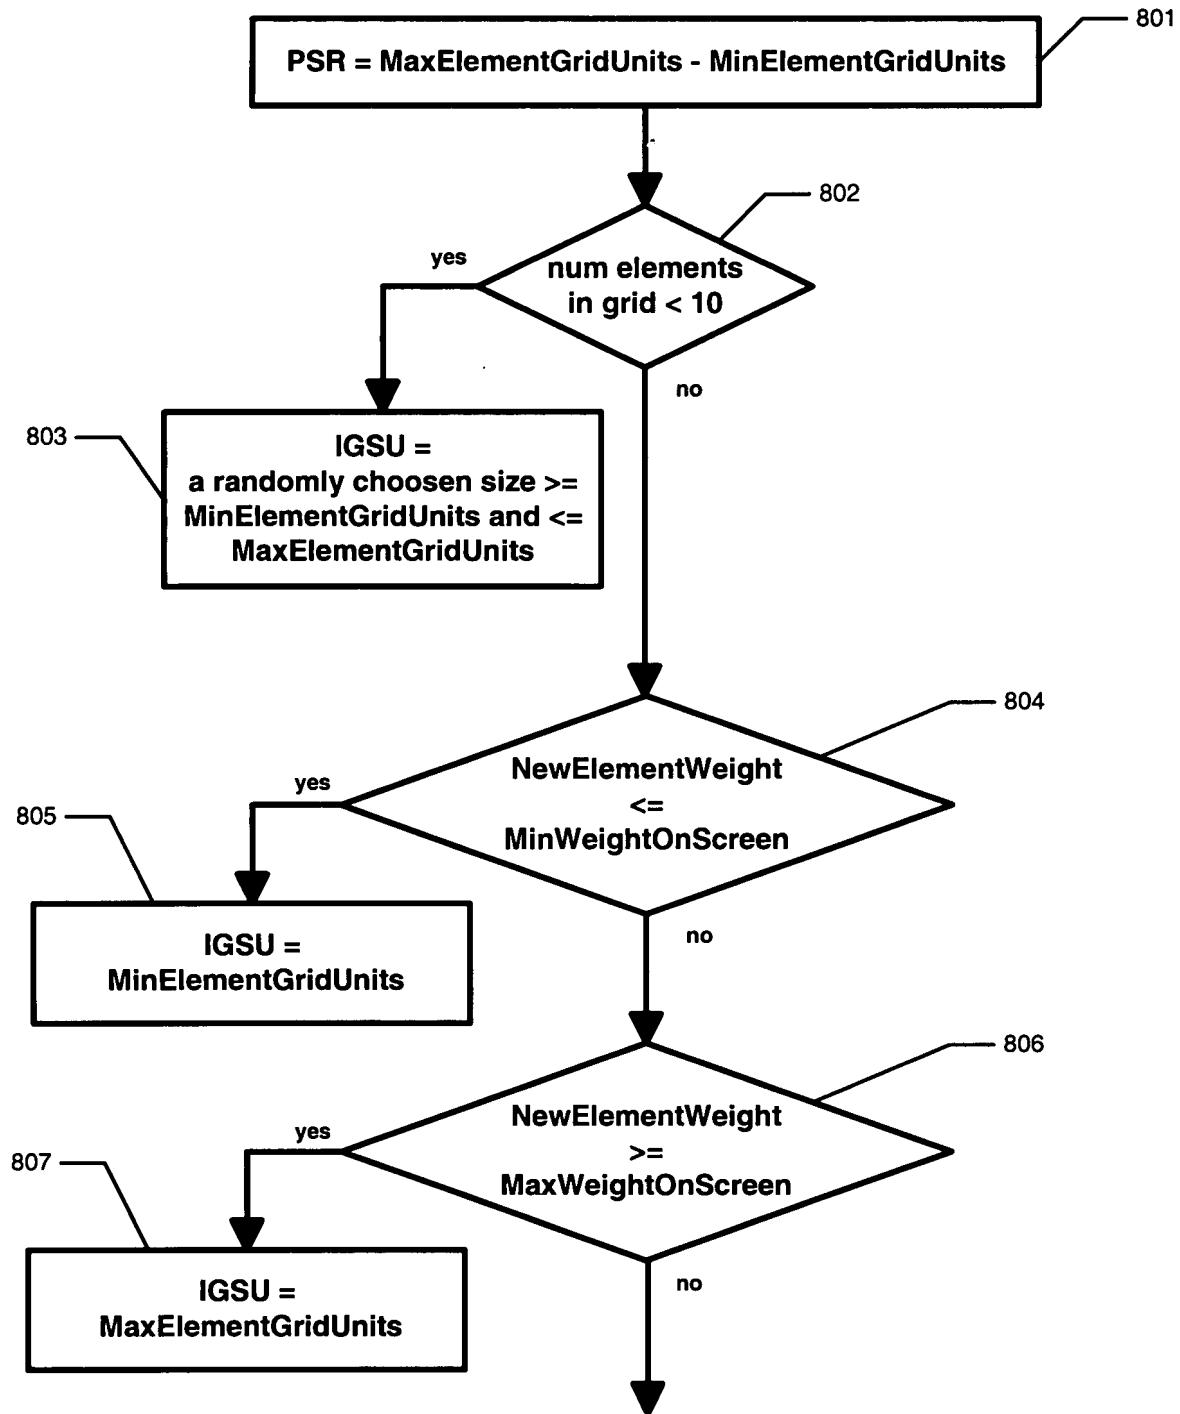 801
PSR = MaxElementGridUnits - MinElementGridUnits
802
yes
num elements
in grid < 10
no
803
IGSU =
a randomly choosen size >=
MinElementGridUnits and <=
MaxElementGridUnits
804
yes
NewElementWeight
<=
MinWeightOnScreen
805
no
IGSU =
MinElementGridUnits
806
yes
NewElementWeight
>=
MaxWeightOnScreen
807
no
IGSU =
MaxElementGridUnits